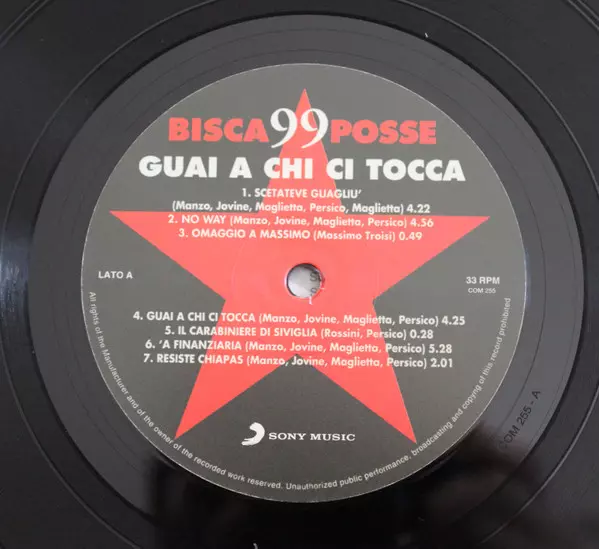 BISCA99POSSE
GUAI A CHI CI TOCCA
1. SCETATEVE GUAGLIU'
(Manzo, Jovine, Maglietta, Persico, Maglietta) 4.22
2. NO WAY (Manzo, Jovine, Maglietta, Persico) 4.56
3. OMAGGIO A MASSIMO (Massimo Troisi) 0.49
LATO A
33 RPM
COM 255
4. GUAI A CHI CI TOCCA (Manzo, Jovine, Maglietta, Persico) 4.25
5. IL CARABINIERE DI SIVIGLIA (Rossini, Persico) 0.28
6. 'A FINANZIARIA (Manzo, Jovine, Maglietta, Persico) 5.28
7. RESISTE CHIAPAS (Manzo, Jovine, Maglietta, Persico) 2.01
SONY MUSIC
All rights of the Manufacturer and of the owner of the recorded work reserved. Unauthorized public performance, broadcasting and copying of this record prohibited
COM 255 - A